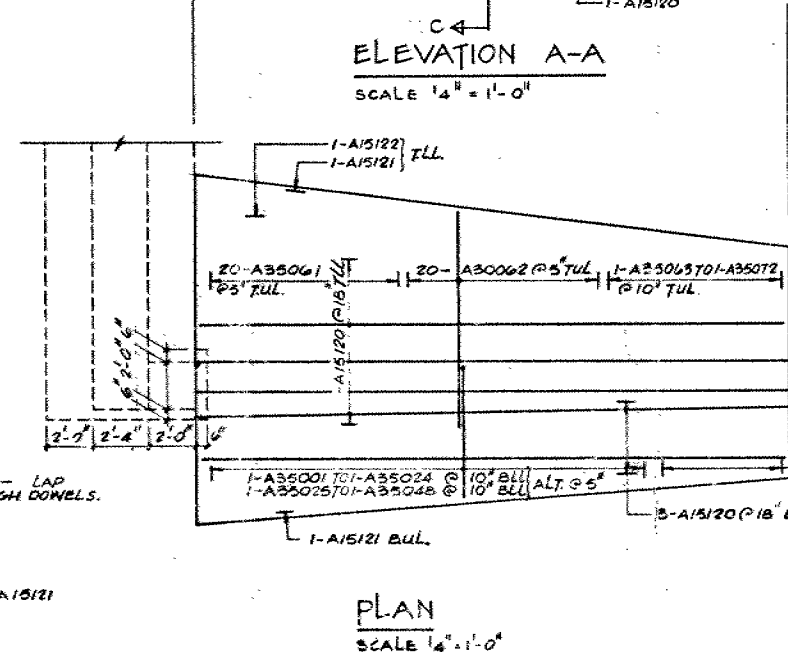 1-A15120
C
ELEVATION A-A
SCALE 1/4" = 1'-0"
1-A15122
1-A15121 } TLL.
20-A35061
@5" TUL.
20- A30062 @5" TUL
1-A35063 TO 1-A35072
@10" TUL.
A15120 @ 18" TLL
6" 2'-0" 6"
2'-0" 2'-4" 2'-0" 6"
LAP
GH DOWELS.
1-A35001 TO 1-A35024 @ 10" BLL
1-A35025 TO 1-A35048 @ 10" BLL
ALT. @ 5"
3-A15120 @ 18"
1-A15121 BUL.
A15121
PLAN
SCALE 1/4" = 1'-0"